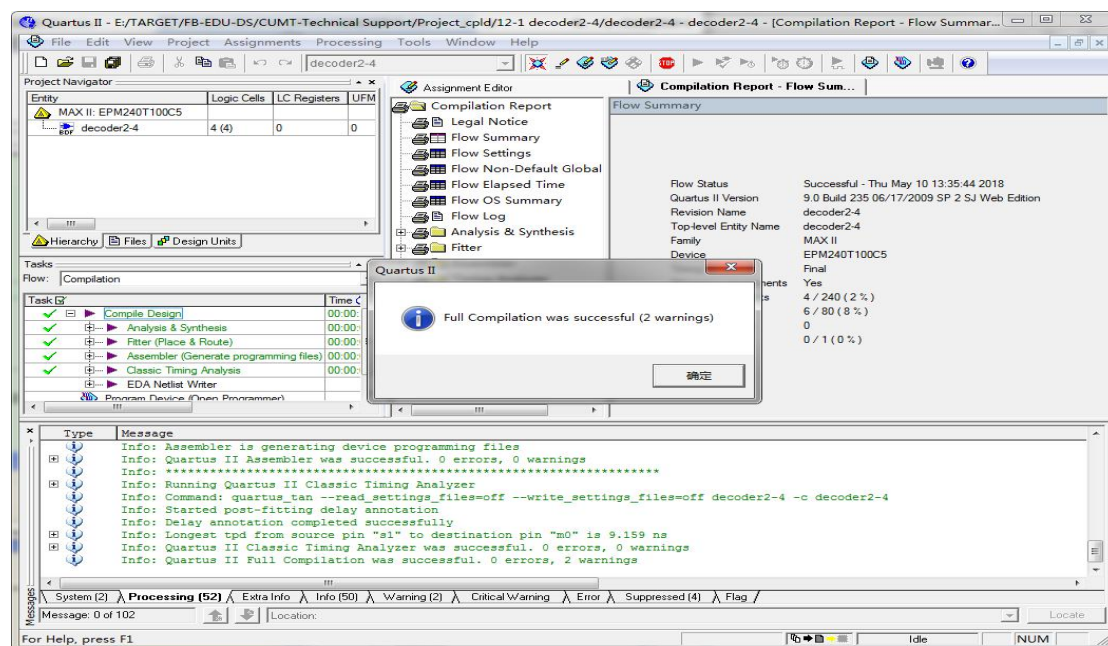 Quartus II - E:/TARGET/FB-EDU-DS/CUMT-Technical Support/Project_cpld/12-1 decoder2-4/decoder2-4 - decoder2-4 - [Compilation Report - Flow Summar...
File Edit View Project Assignments Processing Tools Window Help
decoder2-4
Project Navigator
Entity Logic Cells LC Registers UFM
MAX II: EPM240T100C5
decoder2-4 4 (4) 0 0
Hierarchy Files Design Units
Tasks
Flow: Compilation
Task Time
Compile Design 00:00:
Analysis & Synthesis 00:00:
Fitter (Place & Route) 00:00:
Assembler (Generate programming files) 00:00:
Classic Timing Analysis 00:00:
EDA Netlist Writer
Program Device (Open Programmer)
Assignment Editor
Compilation Report - Flow Sum...
Compilation Report
Legal Notice
Flow Summary
Flow Settings
Flow Non-Default Global
Flow Elapsed Time
Flow OS Summary
Flow Log
Analysis & Synthesis
Fitter
Flow Summary
Flow Status Successful - Thu May 10 13:35:44 2018
Quartus II Version 9.0 Build 235 06/17/2009 SP 2 SJ Web Edition
Revision Name decoder2-4
Top-level Entity Name decoder2-4
Family MAX II
Device EPM240T100C5
Final
Yes
4 / 240 ( 2 % )
6 / 80 ( 8 % )
0
0 / 1 ( 0 % )
Quartus II
Full Compilation was successful (2 warnings)
确定
Type Message
Info: Assembler is generating device programming files
Info: Quartus II Assembler was successful. 0 errors, 0 warnings
Info: *******************************************************************
Info: Running Quartus II Classic Timing Analyzer
Info: Command: quartus_tan --read_settings_files=off --write_settings_files=off decoder2-4 -c decoder2-4
Info: Started post-fitting delay annotation
Info: Delay annotation completed successfully
Info: Longest tpd from source pin "s1" to destination pin "m0" is 9.159 ns
Info: Quartus II Classic Timing Analyzer was successful. 0 errors, 0 warnings
Info: Quartus II Full Compilation was successful. 0 errors, 2 warnings
System (2) Processing (52) Extra Info Info (50) Warning (2) Critical Warning Error Suppressed (4) Flag
Messages:
Message: 0 of 102 Location: Locate
For Help, press F1 Idle NUM